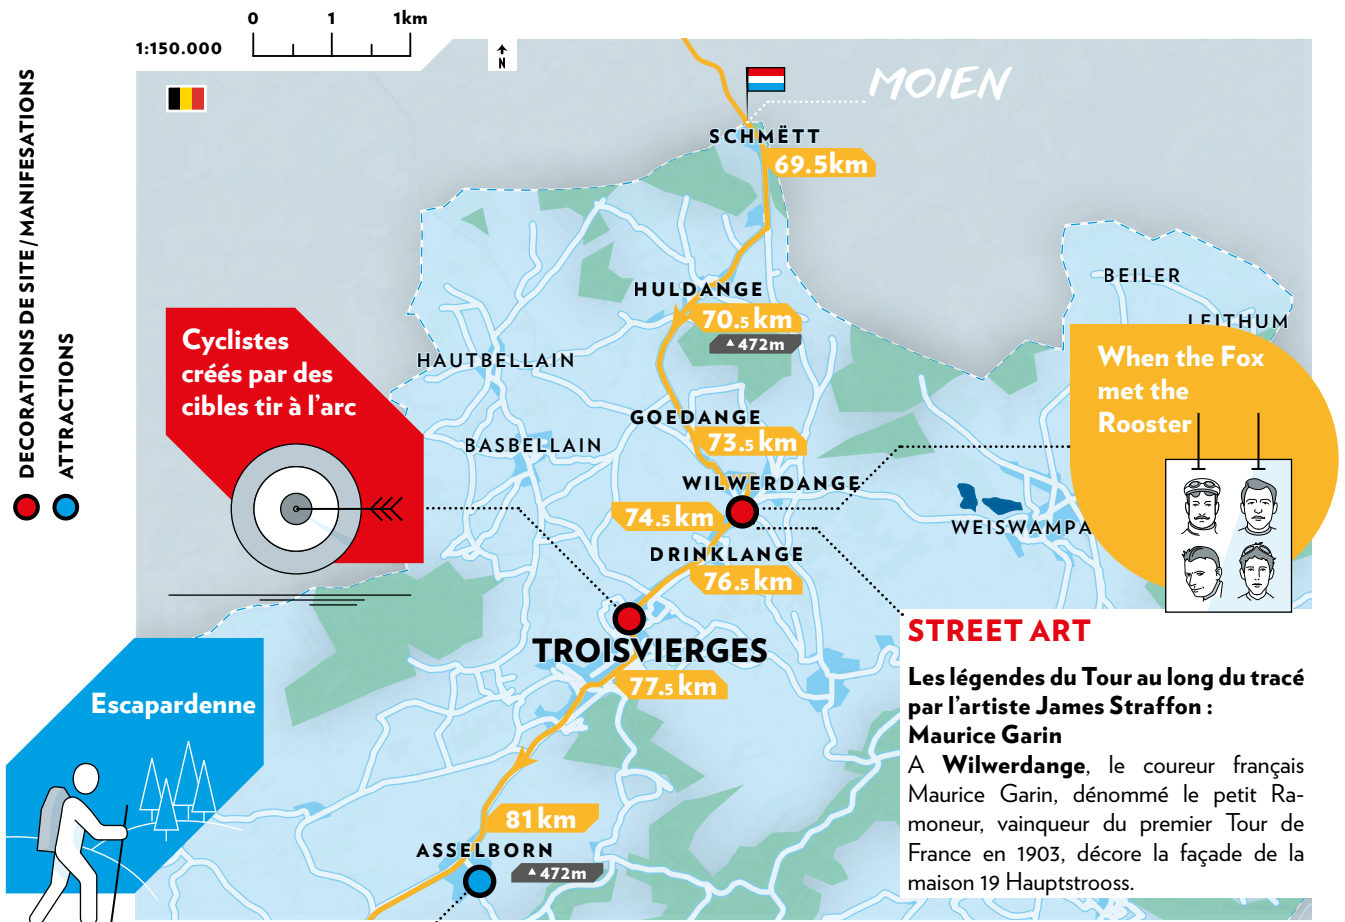 0 1 1km
1:150.000
N
DECORATIONS DE SITE / MANIFESATIONS
ATTRACTIONS
MOIEN
SCHMËTT
69.5km
BEILER
LEITHUM
HULDANGE
70.5 km
▲472m
HAUTBELLAIN
Cyclistes
créés par des
cibles tir à l’arc
When the Fox
met the
Rooster
GOEDANGE
73.5 km
BASBELLAIN
WILWERDANGE
74.5 km
WEISWAMPA
DRINKLANGE
76.5 km
TROISVIERGES
77.5 km
STREET ART
Les légendes du Tour au long du tracé
par l’artiste James Straffon :
Maurice Garin
A Wilwerdange, le coureur français
Maurice Garin, dénommé le petit Ra-
moneur, vainqueur du premier Tour de
France en 1903, décore la façade de la
maison 19 Hauptstrooss.
Escapardenne
81 km
ASSELBORN
▲472m